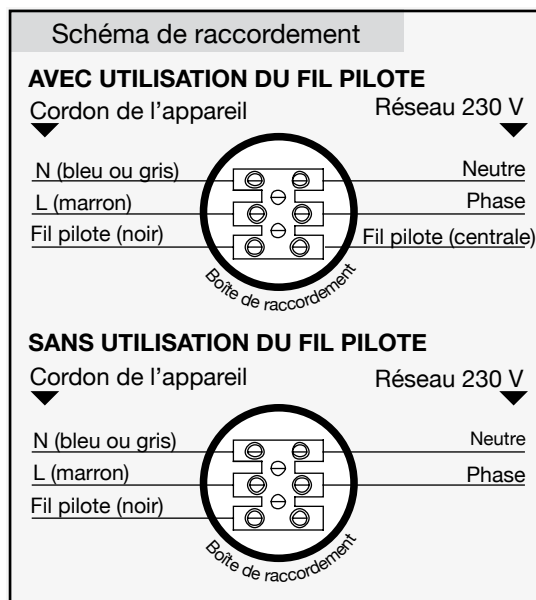 Schéma de raccordement
AVEC UTILISATION DU FIL PILOTE
Cordon de l'appareil Réseau 230 V
N (bleu ou gris) Neutre
L (marron) Phase
Fil pilote (noir) Fil pilote (centrale)
Boîte de raccordement
SANS UTILISATION DU FIL PILOTE
Cordon de l'appareil Réseau 230 V
N (bleu ou gris) Neutre
L (marron) Phase
Fil pilote (noir)
Boîte de raccordement